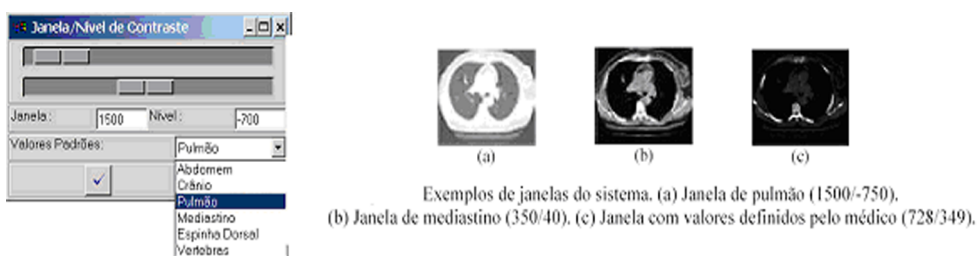 Janela/Nível de Contraste
Janela: 1500 Nível: -700
Valores Padrões: Pulmão
Abdomem
Crânio
Pulmão
Mediastino
Espinha Dorsal
Vertebras
(a) (b) (c)
Exemplos de janelas do sistema. (a) Janela de pulmão (1500/-750).
(b) Janela de mediastino (350/40). (c) Janela com valores definidos pelo médico (728/349).